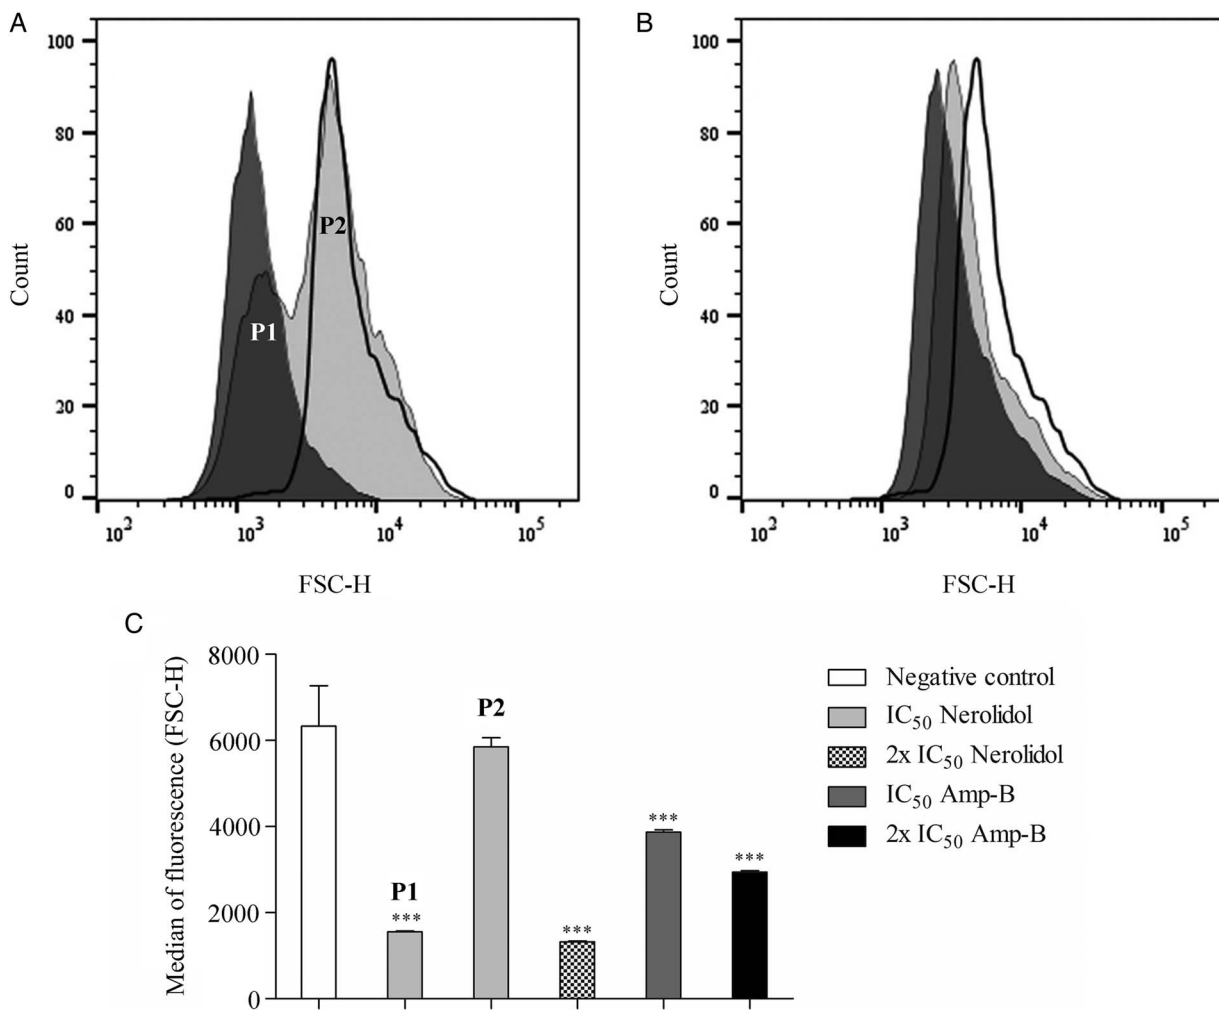 A
B
100
80
60
40
20
0
Count
P1
P2
10² 10³ 10⁴ 10⁵
FSC-H
100
80
60
40
20
0
Count
10² 10³ 10⁴ 10⁵
FSC-H
C
Median of fluorescence (FSC-H)
8000
6000
4000
2000
0
P1
***
P2
***
***
***
Negative control
IC₅₀ Nerolidol
2x IC₅₀ Nerolidol
IC₅₀ Amp-B
2x IC₅₀ Amp-B